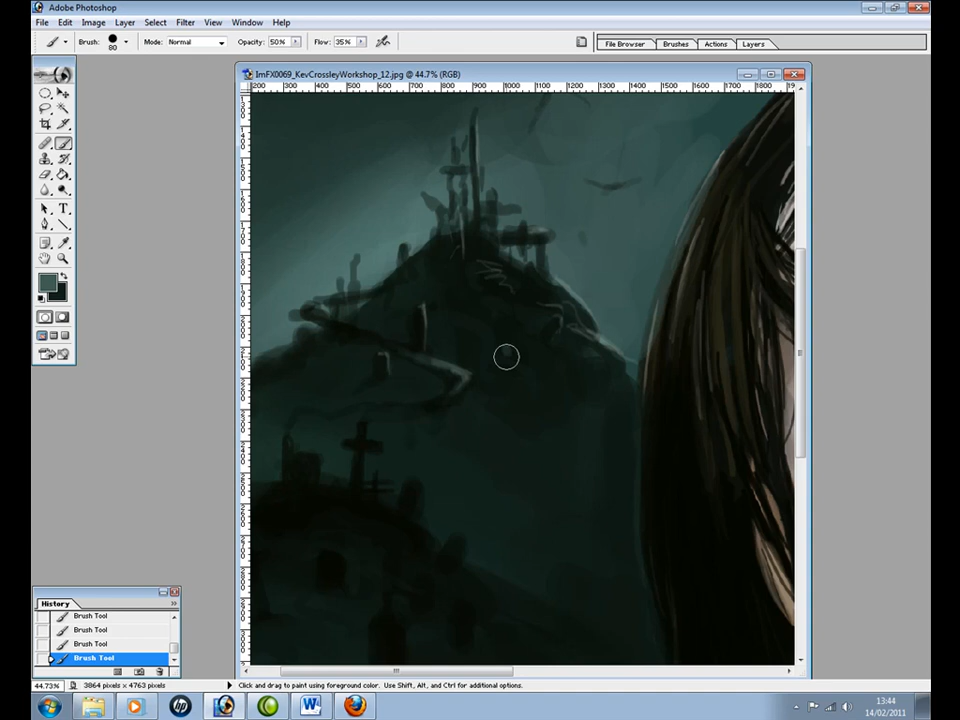 Adobe Photoshop
File Edit Image Layer Select Filter View Window Help
Brush: 80 Mode: Normal Opacity: 50% Flow: 35% File Browser Brushes Actions Layers
ImFX0069_KevCrossleyWorkshop_12.jpg @ 44.7% (RGB)
200 300 400 500 600 700 800 900 1000 1100 1200 1300 1400 1500 1600 1700 1800
History
Brush Tool
Brush Tool
Brush Tool
Brush Tool
44.73% 3864 pixels x 4763 pixels Click and drag to paint using foreground color. Use Shift, Alt, and Ctrl for additional options.
13:44
14/02/2011